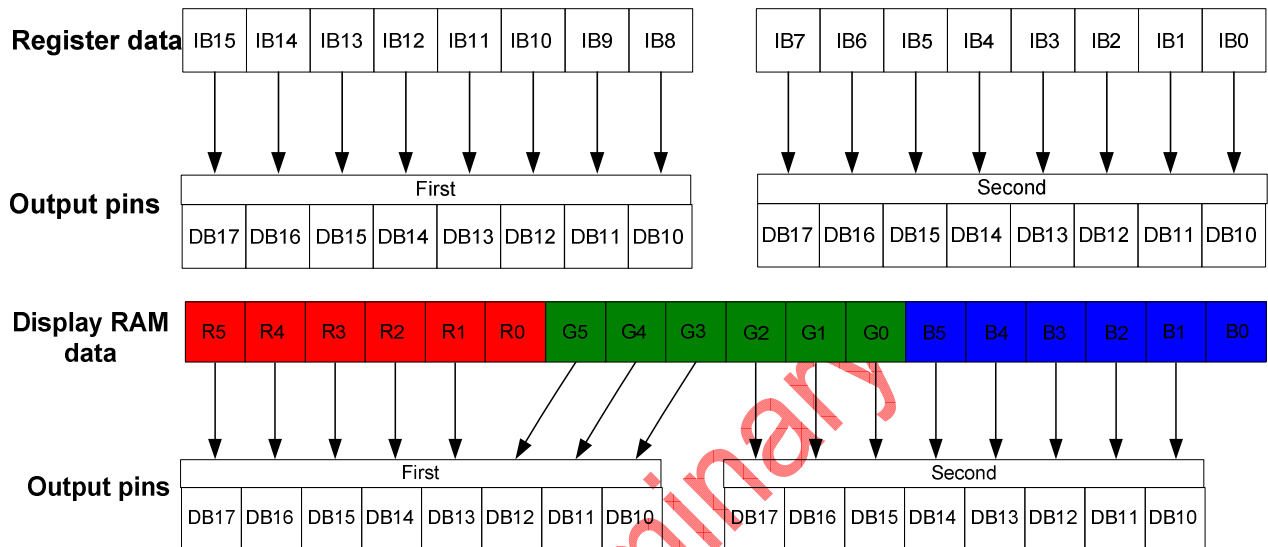 Register data IB15 IB14 IB13 IB12 IB11 IB10 IB9 IB8 IB7 IB6 IB5 IB4 IB3 IB2 IB1 IB0
First Second
Output pins
DB17 DB16 DB15 DB14 DB13 DB12 DB11 DB10 DB17 DB16 DB15 DB14 DB13 DB12 DB11 DB10
Display RAM
data
R5 R4 R3 R2 R1 R0 G5 G4 G3 G2 G1 G0 B5 B4 B3 B2 B1 B0
First Second
Output pins
DB17 DB16 DB15 DB14 DB13 DB12 DB11 DB10 DB17 DB16 DB15 DB14 DB13 DB12 DB11 DB10